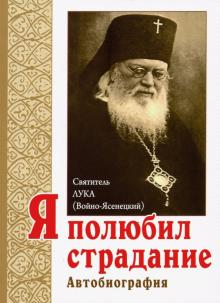 Святитель
ЛУКА
(Войно-Ясенецкий)
Я полюбил
страдание
Автобиография